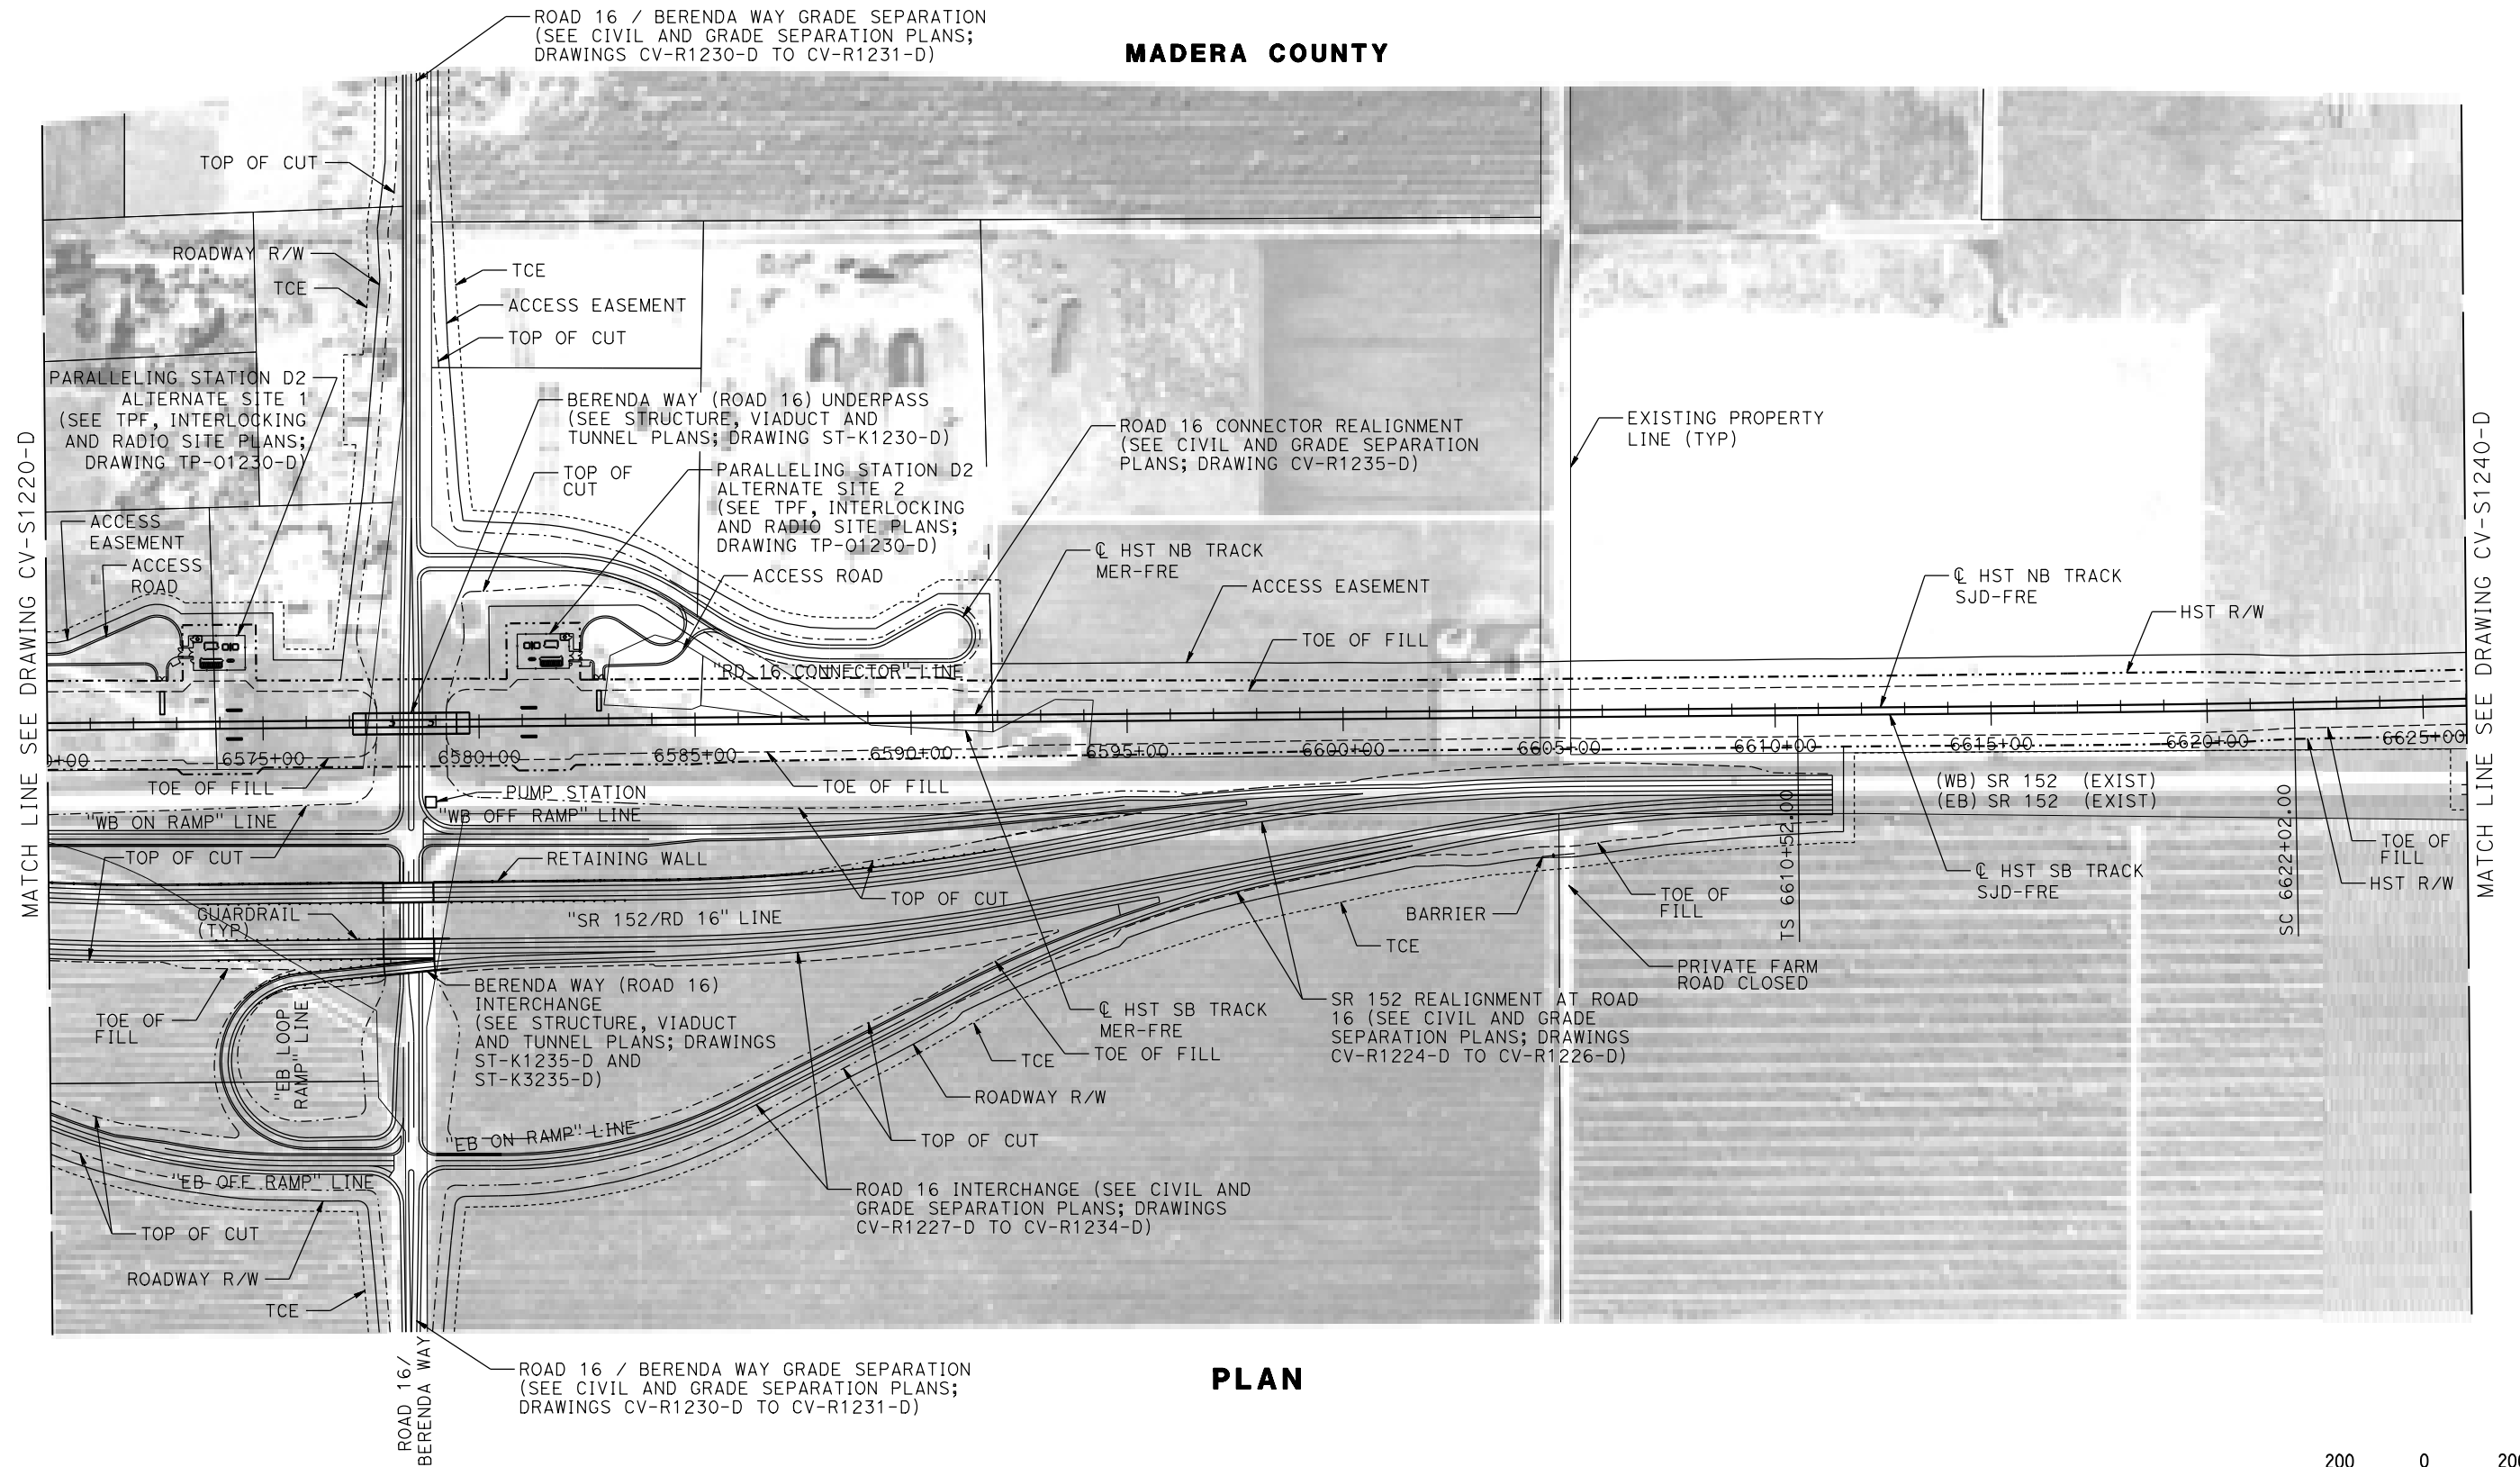 ROAD 16 / BERENDA WAY GRADE SEPARATION
(SEE CIVIL AND GRADE SEPARATION PLANS;
DRAWINGS CV-R1230-D TO CV-R1231-D)
MADERA COUNTY
TOP OF CUT
ROADWAY R/W
TCE
TCE
ACCESS EASEMENT
TOP OF CUT
PARALLELING STATION D2
ALTERNATE SITE 1
(SEE TPF, INTERLOCKING
AND RADIO SITE PLANS;
DRAWING TP-01230-D)
BERENDA WAY (ROAD 16) UNDERPASS
(SEE STRUCTURE, VIADUCT AND
TUNNEL PLANS; DRAWING ST-K1230-D)
TOP OF
CUT
PARALLELING STATION D2
ALTERNATE SITE 2
(SEE TPF, INTERLOCKING
AND RADIO SITE PLANS;
DRAWING TP-01230-D)
ROAD 16 CONNECTOR REALIGNMENT
(SEE CIVIL AND GRADE SEPARATION
PLANS; DRAWING CV-R1235-D)
EXISTING PROPERTY
LINE (TYP)
MATCH LINE SEE DRAWING CV-S1220-D
MATCH LINE SEE DRAWING CV-S1240-D
ACCESS
EASEMENT
ACCESS
ROAD
ACCESS ROAD
℄ HST NB TRACK
MER-FRE
ACCESS EASEMENT
TOE OF FILL
℄ HST NB TRACK
SJD-FRE
HST R/W
"RD 16 CONNECTOR" LINE
0+00
6575+00
6580+00
6585+00
6590+00
6595+00
6600+00
6605+00
6610+00
6615+00
6620+00
6625+00
TOE OF FILL
PUMP STATION
TOE OF FILL
(WB) SR 152 (EXIST)
(EB) SR 152 (EXIST)
"WB ON RAMP" LINE
"WB OFF RAMP" LINE
TOP OF CUT
RETAINING WALL
TOP OF CUT
GUARDRAIL
(TYP)
"SR 152/RD 16" LINE
BARRIER
TOE OF
FILL
TCE
TS 6610+52.00
℄ HST SB TRACK
SJD-FRE
SC 6622+02.00
TOE OF
FILL
HST R/W
PRIVATE FARM
ROAD CLOSED
TOE OF
FILL
"EB LOOP
RAMP" LINE
BERENDA WAY (ROAD 16)
INTERCHANGE
(SEE STRUCTURE, VIADUCT
AND TUNNEL PLANS; DRAWINGS
ST-K1235-D AND
ST-K3235-D)
℄ HST SB TRACK
MER-FRE
TOE OF FILL
TCE
ROADWAY R/W
TOP OF CUT
SR 152 REALIGNMENT AT ROAD
16 (SEE CIVIL AND GRADE
SEPARATION PLANS; DRAWINGS
CV-R1224-D TO CV-R1226-D)
"EB ON RAMP" LINE
"EB OFF RAMP" LINE
ROAD 16 INTERCHANGE (SEE CIVIL AND
GRADE SEPARATION PLANS; DRAWINGS
CV-R1227-D TO CV-R1234-D)
TOP OF CUT
ROADWAY R/W
TCE
ROAD 16/
BERENDA WAY
ROAD 16 / BERENDA WAY GRADE SEPARATION
(SEE CIVIL AND GRADE SEPARATION PLANS;
DRAWINGS CV-R1230-D TO CV-R1231-D)
PLAN
200 0 200